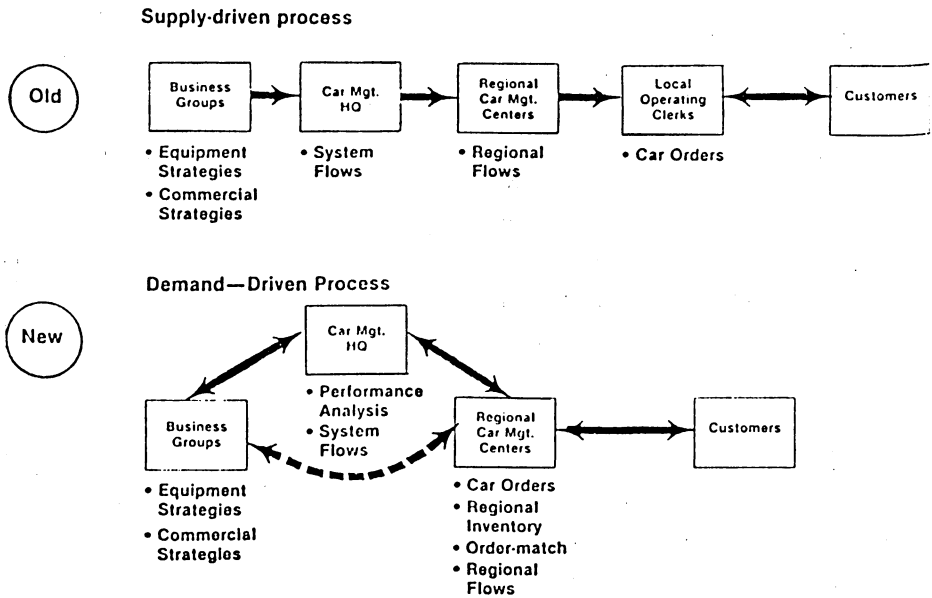 Supply-driven process
Old
Business
Groups
Car Mgt.
HQ
Regional
Car Mgt.
Centers
Local
Operating
Clerks
Customers
• Equipment
Strategies
• Commercial
Strategies
• System
Flows
• Regional
Flows
• Car Orders
Demand—Driven Process
New
Car Mgt.
HQ
• Performance
Analysis
• System
Flows
Business
Groups
Regional
Car Mgt.
Centers
Customers
• Equipment
Strategies
• Commercial
Strategies
• Car Orders
• Regional
Inventory
• Order-match
• Regional
Flows